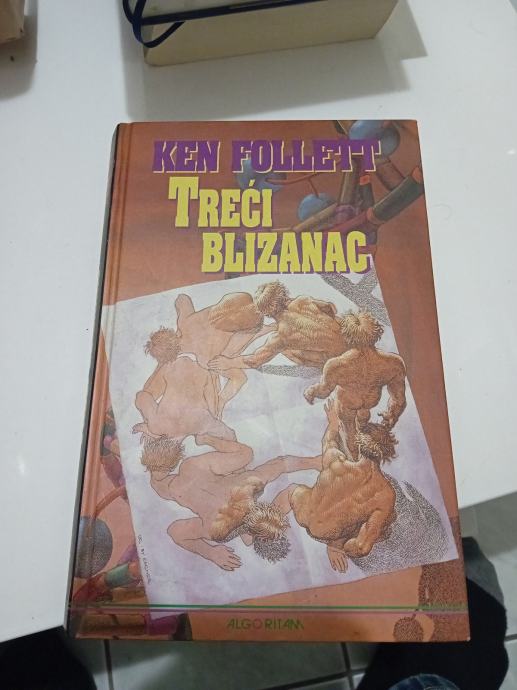 KEN FOLLETT
TREĆI
BLIZANAC
ALGORITAM